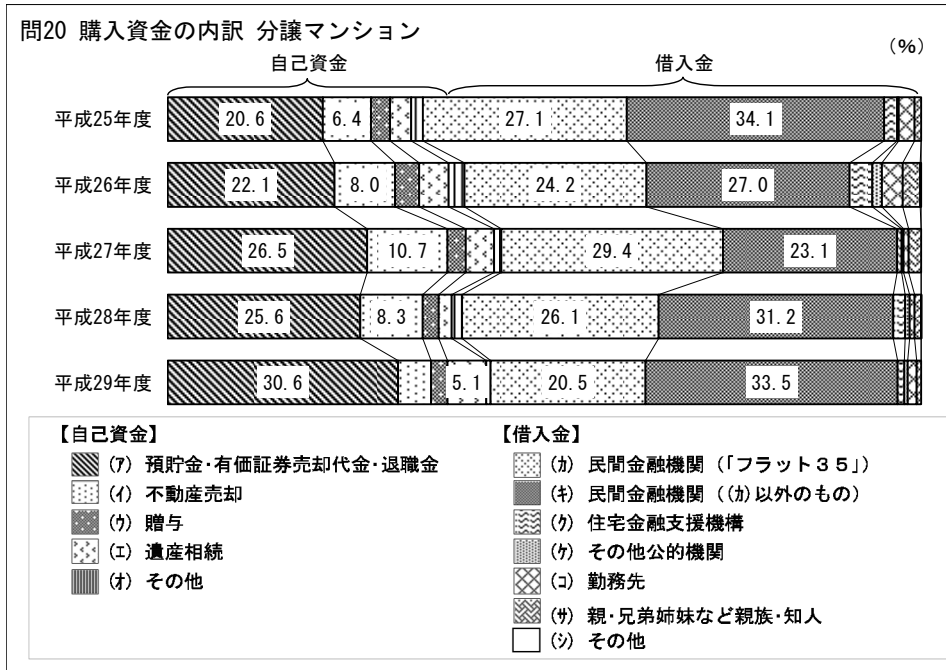 問20 購入資金の内訳 分譲マンション
(%)
自己資金 借入金
平成25年度 20.6 6.4 27.1 34.1
平成26年度 22.1 8.0 24.2 27.0
平成27年度 26.5 10.7 29.4 23.1
平成28年度 25.6 8.3 26.1 31.2
平成29年度 30.6 5.1 20.5 33.5
【自己資金】
(ｱ) 預貯金･有価証券売却代金･退職金
(ｲ) 不動産売却
(ｳ) 贈与
(ｴ) 遺産相続
(ｵ) その他
【借入金】
(ｶ) 民間金融機関（｢フラット３５｣）
(ｷ) 民間金融機関（(ｶ)以外のもの）
(ｸ) 住宅金融支援機構
(ｹ) その他公的機関
(ｺ) 勤務先
(ｻ) 親･兄弟姉妹など親族･知人
(ｼ) その他